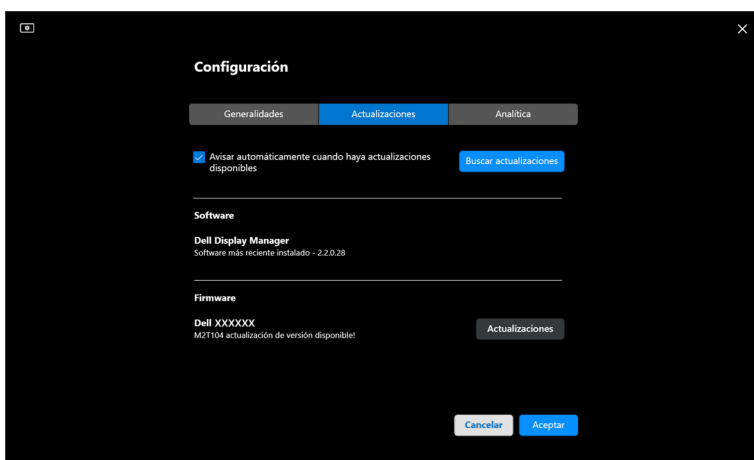 Configuración
Generalidades
Actualizaciones
Analítica
Avisar automáticamente cuando haya actualizaciones
disponibles
Buscar actualizaciones
Software
Dell Display Manager
Software más reciente instalado - 2.2.0.28
Firmware
Dell XXXXXX
M2T104 actualización de versión disponible!
Actualizaciones
Cancelar
Aceptar